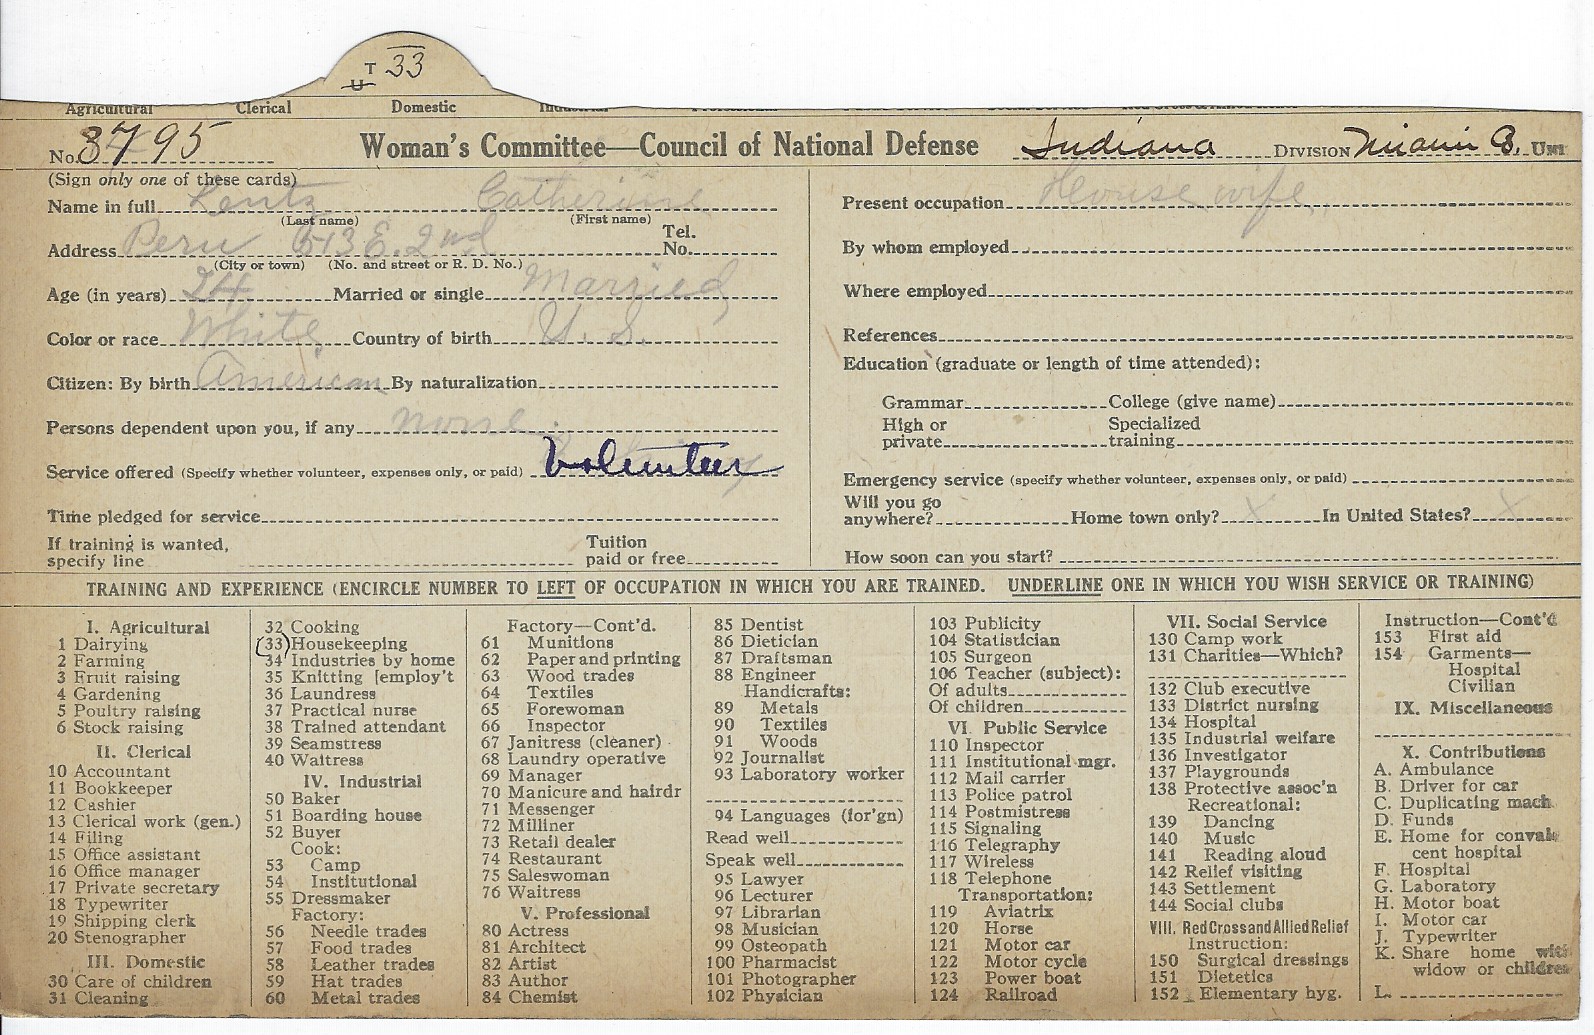 T 33
U
Agricultural Clerical Domestic Industrial
No. 3795 Woman's Committee—Council of National Defense Indiana DIVISION Miami Co. UNIT
(Sign only one of these cards)
Name in full Lentz Catherine
(Last name) (First name)
Address Peru 513 E. 2nd Tel. No.
(City or town) (No. and street or R. D. No.)
Age (in years) 24 Married or single Married
Color or race White Country of birth U. S.
Citizen: By birth American By naturalization
Persons dependent upon you, if any none
Service offered (Specify whether volunteer, expenses only, or paid) Volunteer
Time pledged for service
If training is wanted, specify line Tuition paid or free
Present occupation House wife
By whom employed
Where employed
References
Education (graduate or length of time attended):
Grammar College (give name)
High or private Specialized training
Emergency service (specify whether volunteer, expenses only, or paid)
Will you go anywhere? Home town only? X In United States? X
How soon can you start?
TRAINING AND EXPERIENCE (ENCIRCLE NUMBER TO LEFT OF OCCUPATION IN WHICH YOU ARE TRAINED. UNDERLINE ONE IN WHICH YOU WISH SERVICE OR TRAINING)
I. Agricultural
1 Dairying
2 Farming
3 Fruit raising
4 Gardening
5 Poultry raising
6 Stock raising
II. Clerical
10 Accountant
11 Bookkeeper
12 Cashier
13 Clerical work (gen.)
14 Filing
15 Office assistant
16 Office manager
17 Private secretary
18 Typewriter
19 Shipping clerk
20 Stenographer
III. Domestic
30 Care of children
31 Cleaning
32 Cooking
33 Housekeeping
34 Industries by home
35 Knitting [employ't
36 Laundress
37 Practical nurse
38 Trained attendant
39 Seamstress
40 Waitress
IV. Industrial
50 Baker
51 Boarding house
52 Buyer
Cook:
53 Camp
54 Institutional
55 Dressmaker
Factory:
56 Needle trades
57 Food trades
58 Leather trades
59 Hat trades
60 Metal trades
Factory—Cont'd.
61 Munitions
62 Paper and printing
63 Wood trades
64 Textiles
65 Forewoman
66 Inspector
67 Janitress (cleaner)
68 Laundry operative
69 Manager
70 Manicure and hairdr
71 Messenger
72 Milliner
73 Retail dealer
74 Restaurant
75 Saleswoman
76 Waitress
V. Professional
80 Actress
81 Architect
82 Artist
83 Author
84 Chemist
85 Dentist
86 Dietician
87 Draftsman
88 Engineer
Handicrafts:
89 Metals
90 Textiles
91 Woods
92 Journalist
93 Laboratory worker
94 Languages (for'gn)
Read well
Speak well
95 Lawyer
96 Lecturer
97 Librarian
98 Musician
99 Osteopath
100 Pharmacist
101 Photographer
102 Physician
103 Publicity
104 Statistician
105 Surgeon
106 Teacher (subject):
Of adults
Of children
VI. Public Service
110 Inspector
111 Institutional mgr.
112 Mail carrier
113 Police patrol
114 Postmistress
115 Signaling
116 Telegraphy
117 Wireless
118 Telephone
Transportation:
119 Aviatrix
120 Horse
121 Motor car
122 Motor cycle
123 Power boat
124 Railroad
VII. Social Service
130 Camp work
131 Charities—Which?
132 Club executive
133 District nursing
134 Hospital
135 Industrial welfare
136 Investigator
137 Playgrounds
138 Protective assoc'n
Recreational:
139 Dancing
140 Music
141 Reading aloud
142 Relief visiting
143 Settlement
144 Social clubs
VIII. Red Cross and Allied Relief
Instruction:
150 Surgical dressings
151 Dietetics
152 Elementary hyg.
Instruction—Cont'd
153 First aid
154 Garments—
Hospital
Civilian
IX. Miscellaneous
X. Contributions
A. Ambulance
B. Driver for car
C. Duplicating mach.
D. Funds
E. Home for convales
cent hospital
F. Hospital
G. Laboratory
H. Motor boat
I. Motor car
J. Typewriter
K. Share home with
widow or children
L.